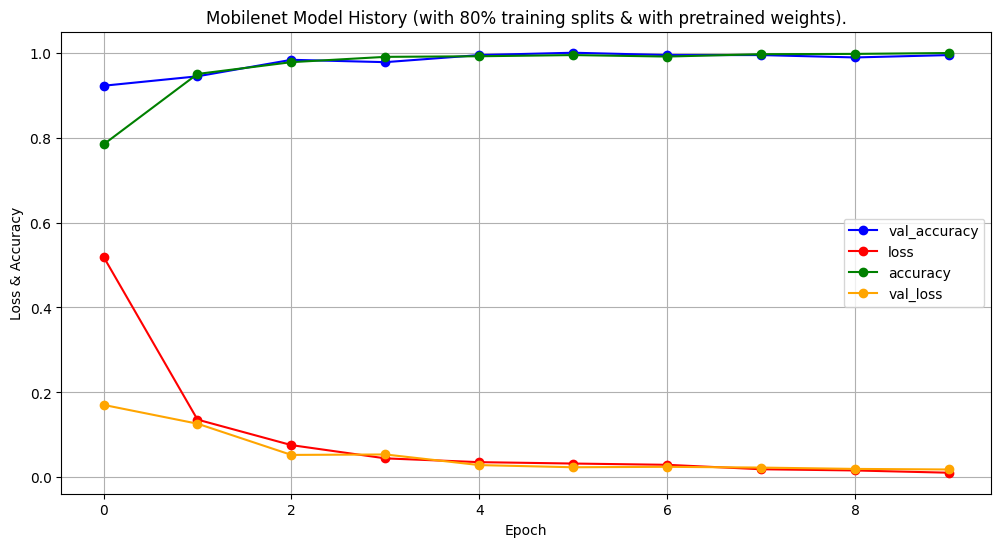 Mobilenet Model History (with 80% training splits & with pretrained weights).
Loss & Accuracy
1.0
0.8
0.6
0.4
0.2
0.0
val_accuracy
loss
accuracy
val_loss
0 2 4 6 8
Epoch